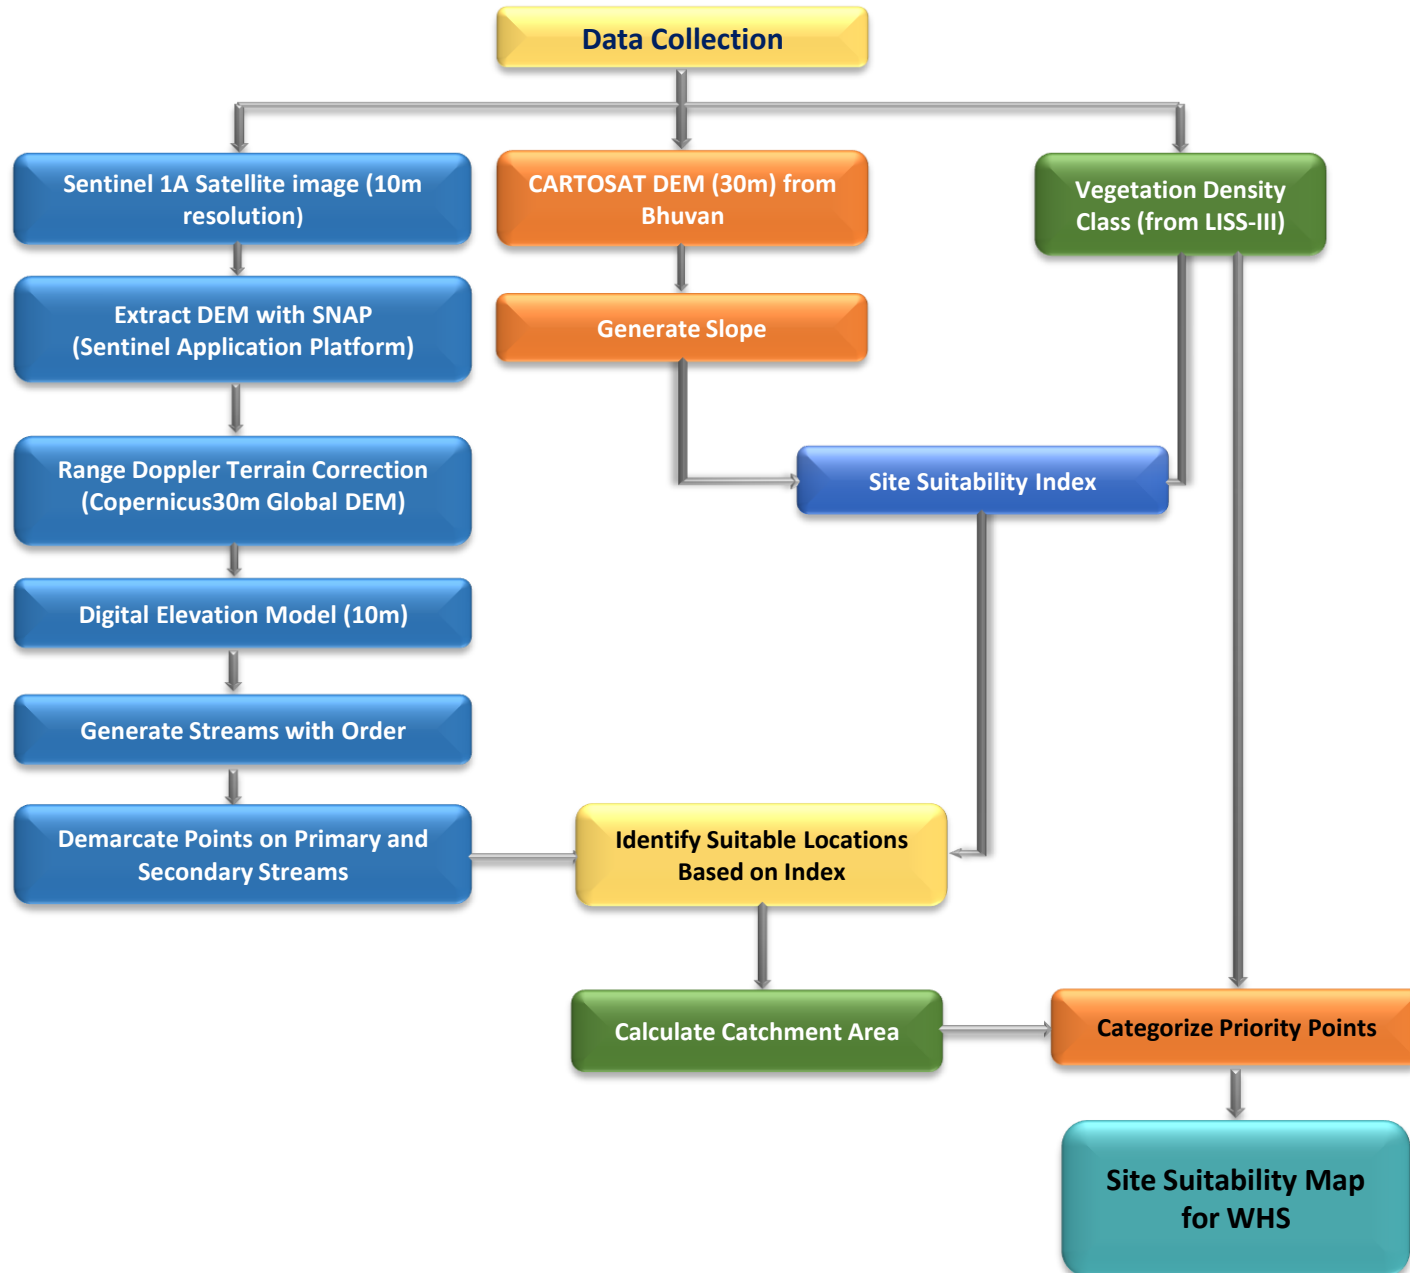 Data Collection
Sentinel 1A Satellite image (10m
resolution)
CARTOSAT DEM (30m) from
Bhuvan
Vegetation Density
Class (from LISS-III)
Extract DEM with SNAP
(Sentinel Application Platform)
Generate Slope
Range Doppler Terrain Correction
(Copernicus30m Global DEM)
Site Suitability Index
Digital Elevation Model (10m)
Generate Streams with Order
Demarcate Points on Primary and
Secondary Streams
Identify Suitable Locations
Based on Index
Calculate Catchment Area
Categorize Priority Points
Site Suitability Map
for WHS